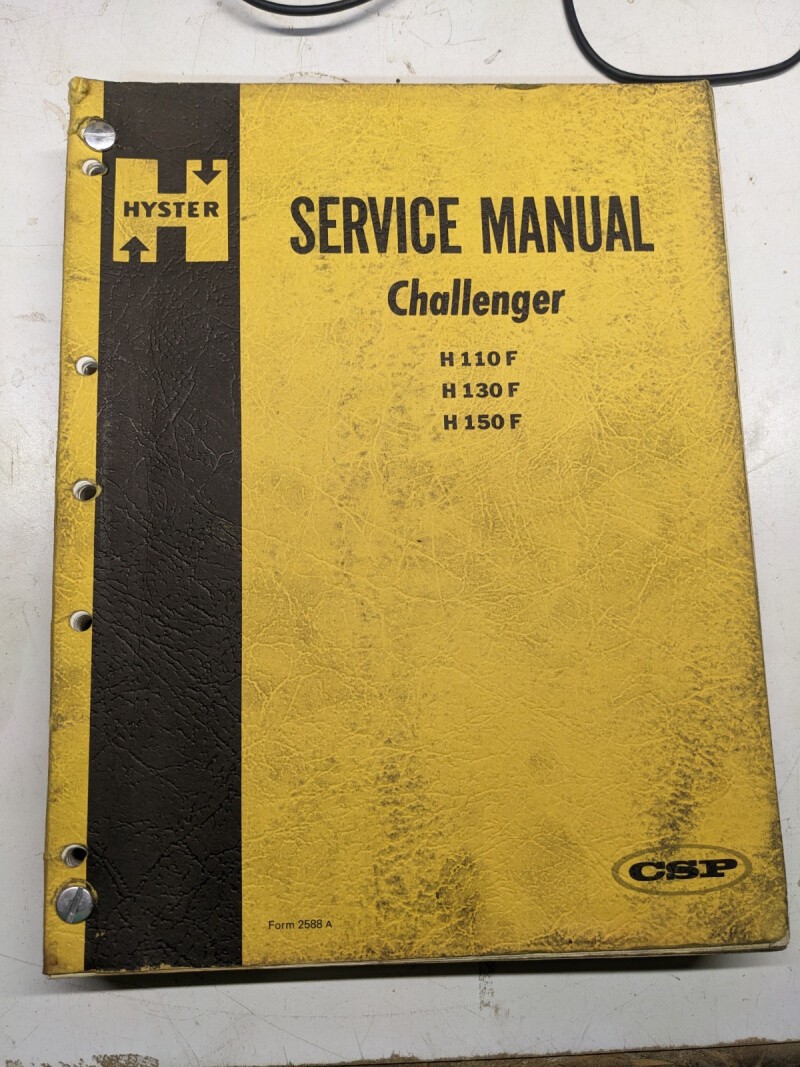 HYSTER
SERVICE MANUAL
Challenger
H 110 F
H 130 F
H 150 F
CSP
Form 2588 A